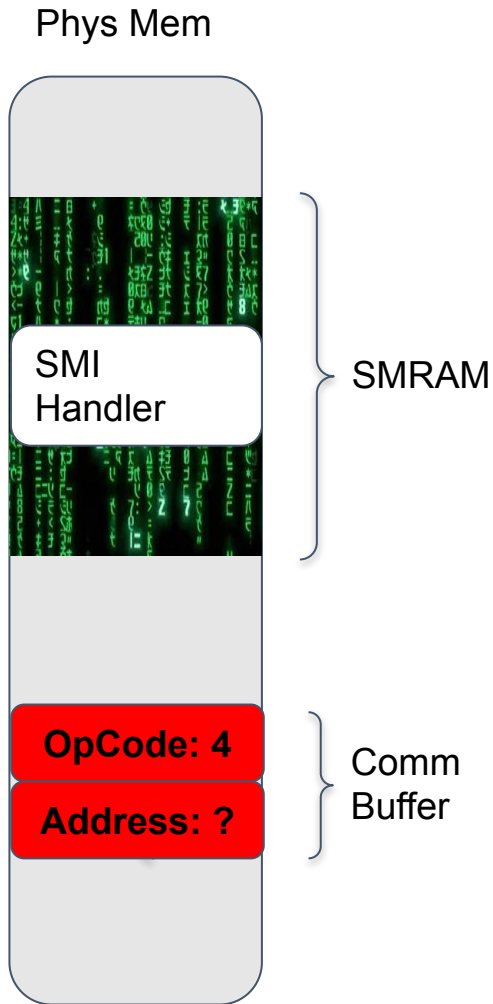 Phys Mem
SMI
Handler
SMRAM
OpCode: 4
Address: ?
Comm
Buffer